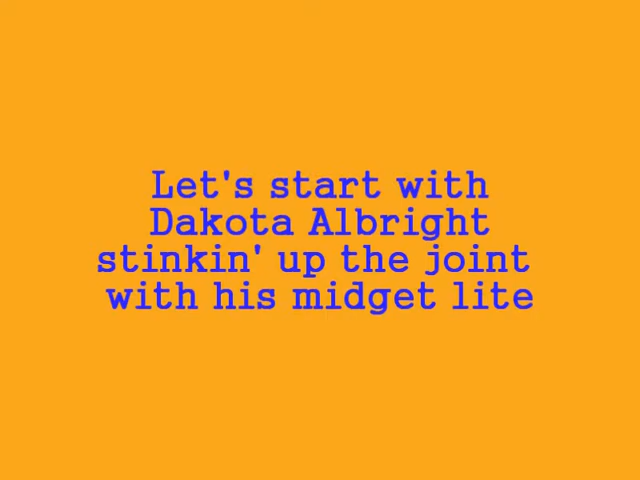 Let's start with
Dakota Albright
stinkin' up the joint
with his midget lite